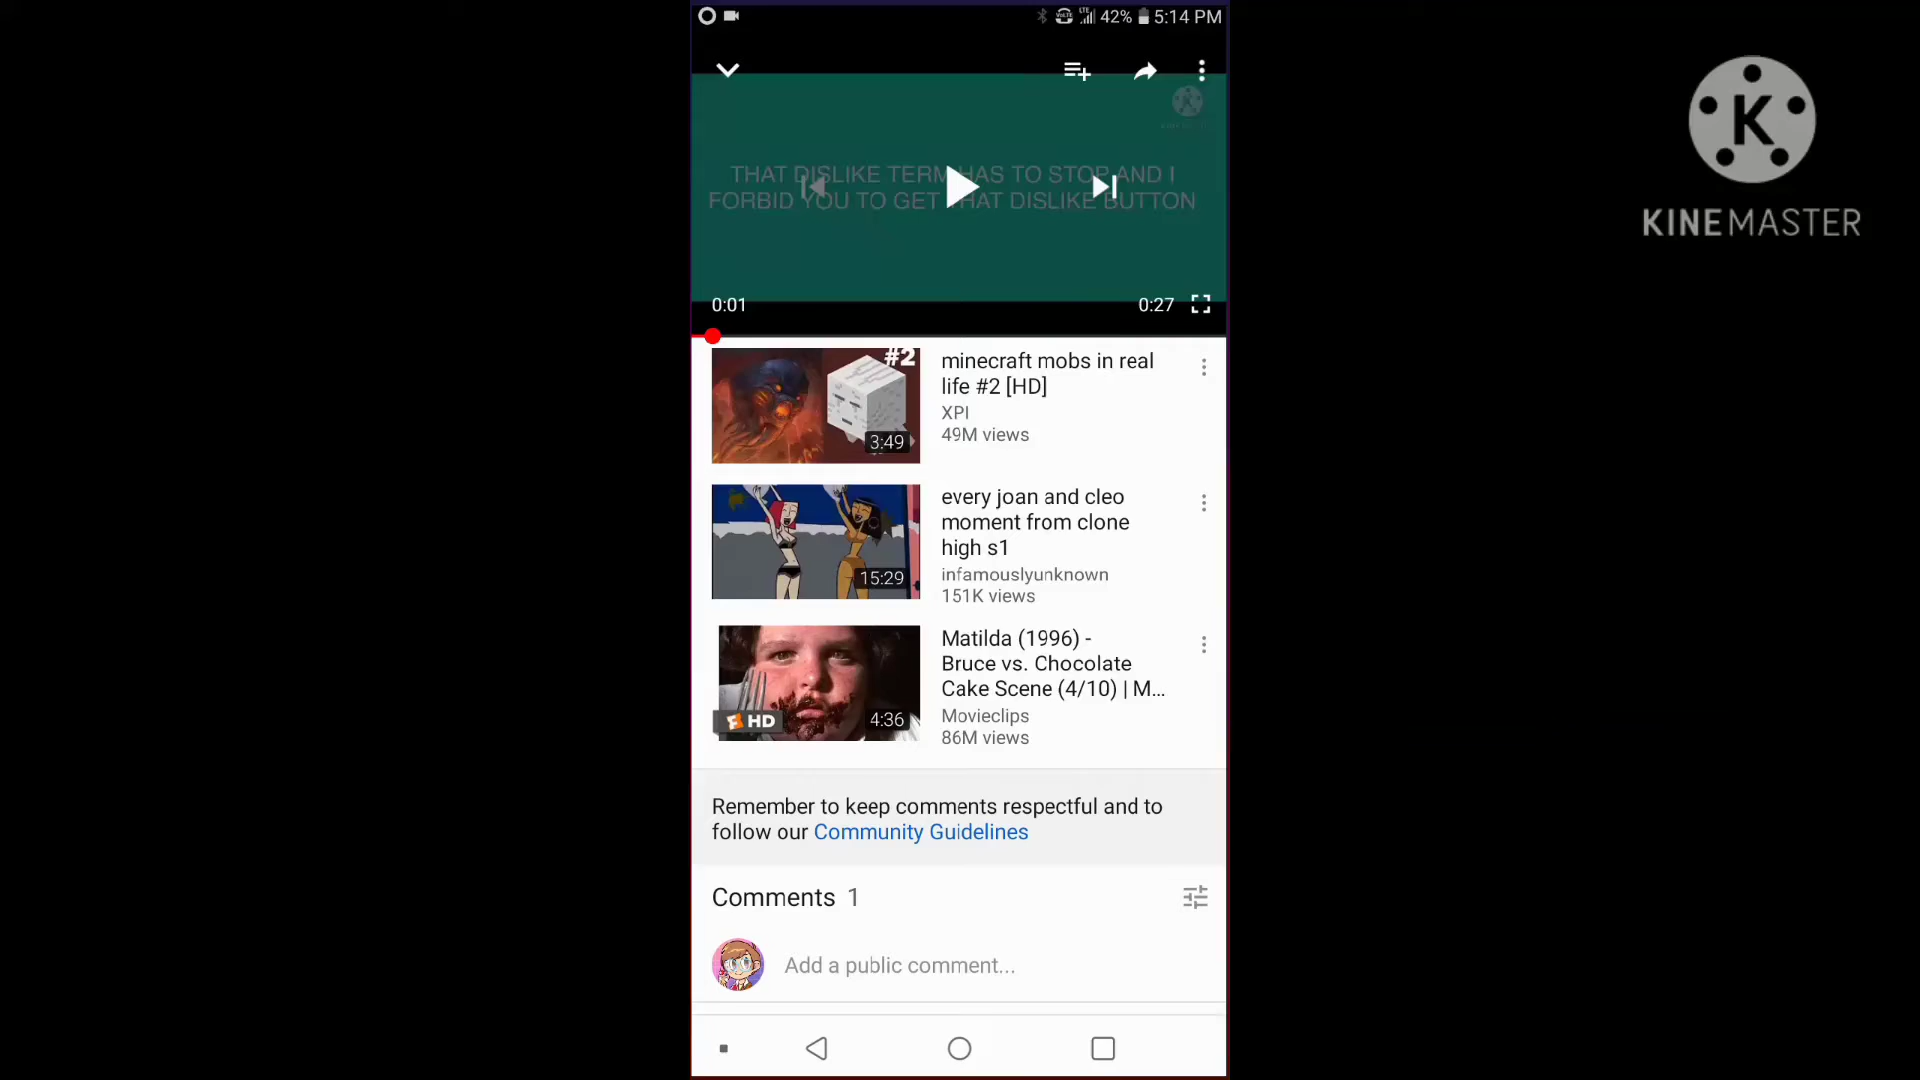 42% 5:14 PM
THAT DISLIKE TERM HAS TO STOP AND I
FORBID YOU TO GET THAT DISLIKE BUTTON
0:01
0:27
#2
3:49
minecraft mobs in real
life #2 [HD]
XPI
49M views
15:29
every joan and cleo
moment from clone
high s1
infamouslyunknown
151K views
HD
4:36
Matilda (1996) -
Bruce vs. Chocolate
Cake Scene (4/10) | M...
Movieclips
86M views
Remember to keep comments respectful and to
follow our Community Guidelines
Comments 1
Add a public comment...
K
KINEMASTER